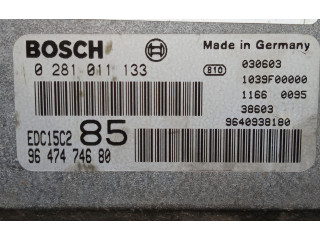 BOSCH
Made in Germany
0 281 011 133
810
030603
1039F00000
1166 0095
38603
9640938180
EDC15C2 85
96 474 746 80